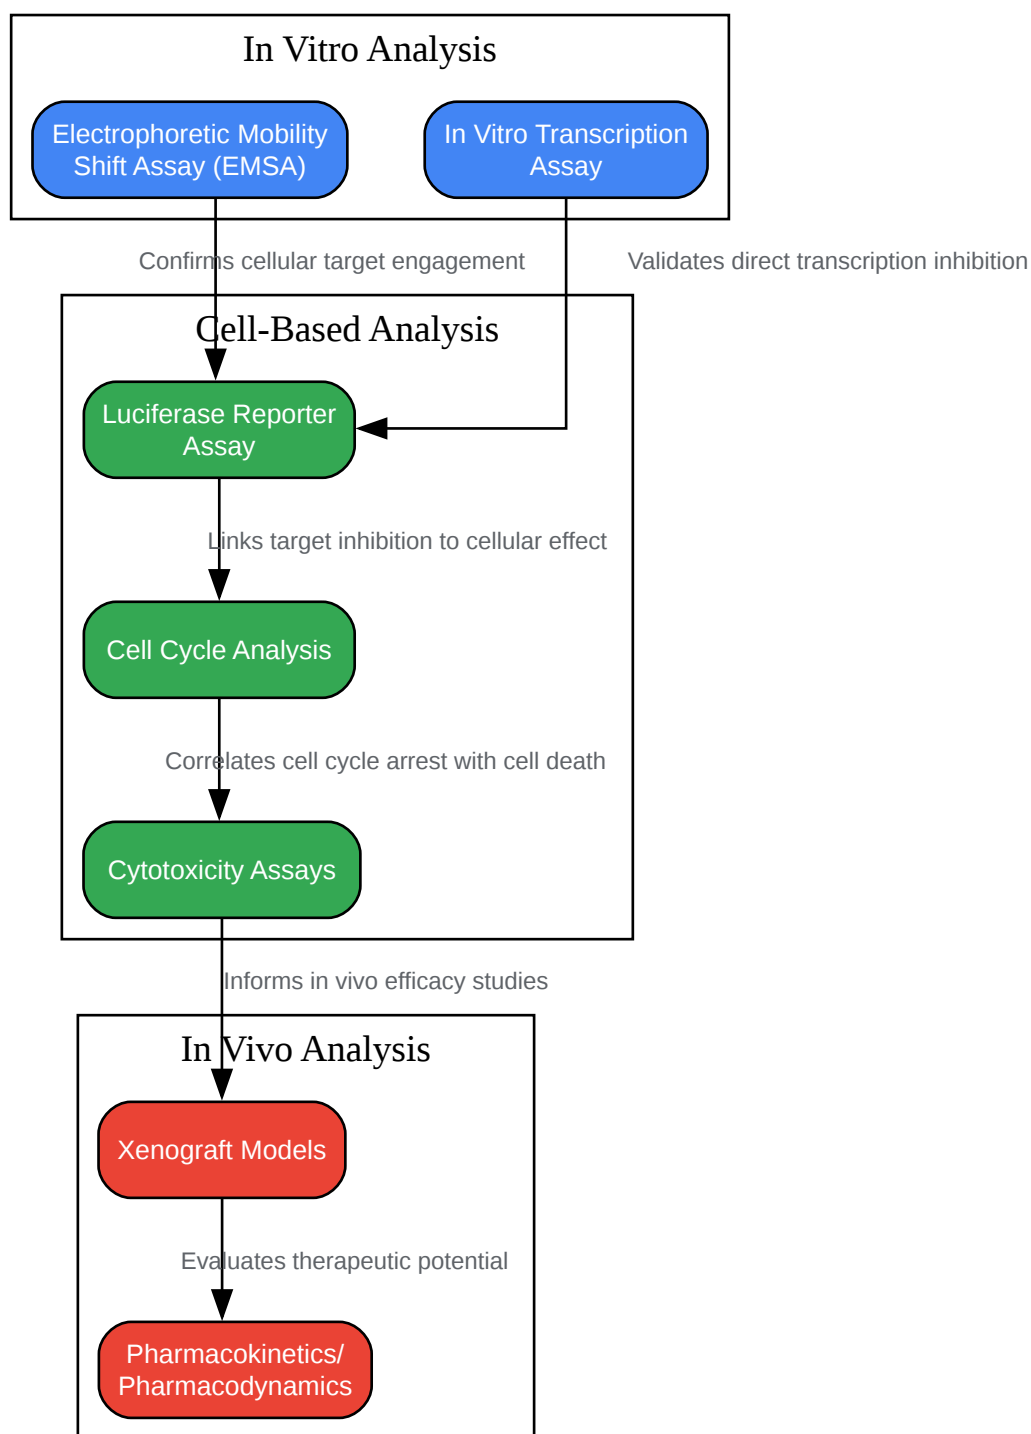 In Vitro Analysis
Electrophoretic Mobility
Shift Assay (EMSA)
In Vitro Transcription
Assay
Confirms cellular target engagement
Validates direct transcription inhibition
Cell-Based Analysis
Luciferase Reporter
Assay
Links target inhibition to cellular effect
Cell Cycle Analysis
Correlates cell cycle arrest with cell death
Cytotoxicity Assays
Informs in vivo efficacy studies
In Vivo Analysis
Xenograft Models
Evaluates therapeutic potential
Pharmacokinetics/
Pharmacodynamics